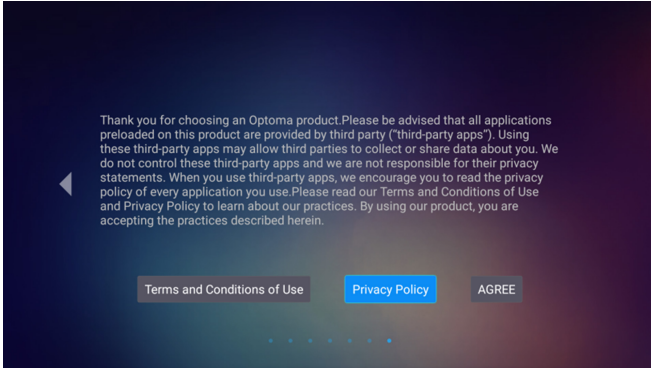 Thank you for choosing an Optoma product.Please be advised that all applications
preloaded on this product are provided by third party (“third-party apps”). Using
these third-party apps may allow third parties to collect or share data about you. We
do not control these third-party apps and we are not responsible for their privacy
statements. When you use third-party apps, we encourage you to read the privacy
policy of every application you use.Please read our Terms and Conditions of Use
and Privacy Policy to learn about our practices. By using our product, you are
accepting the practices described herein.
Terms and Conditions of Use
Privacy Policy
AGREE